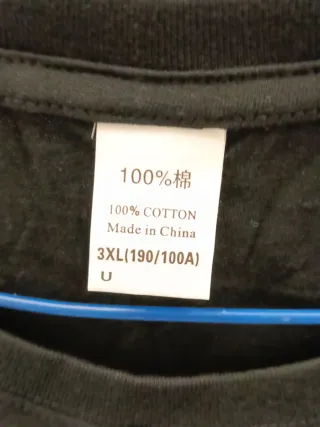 100%棉
100% COTTON
Made in China
3XL(190/100A)
U